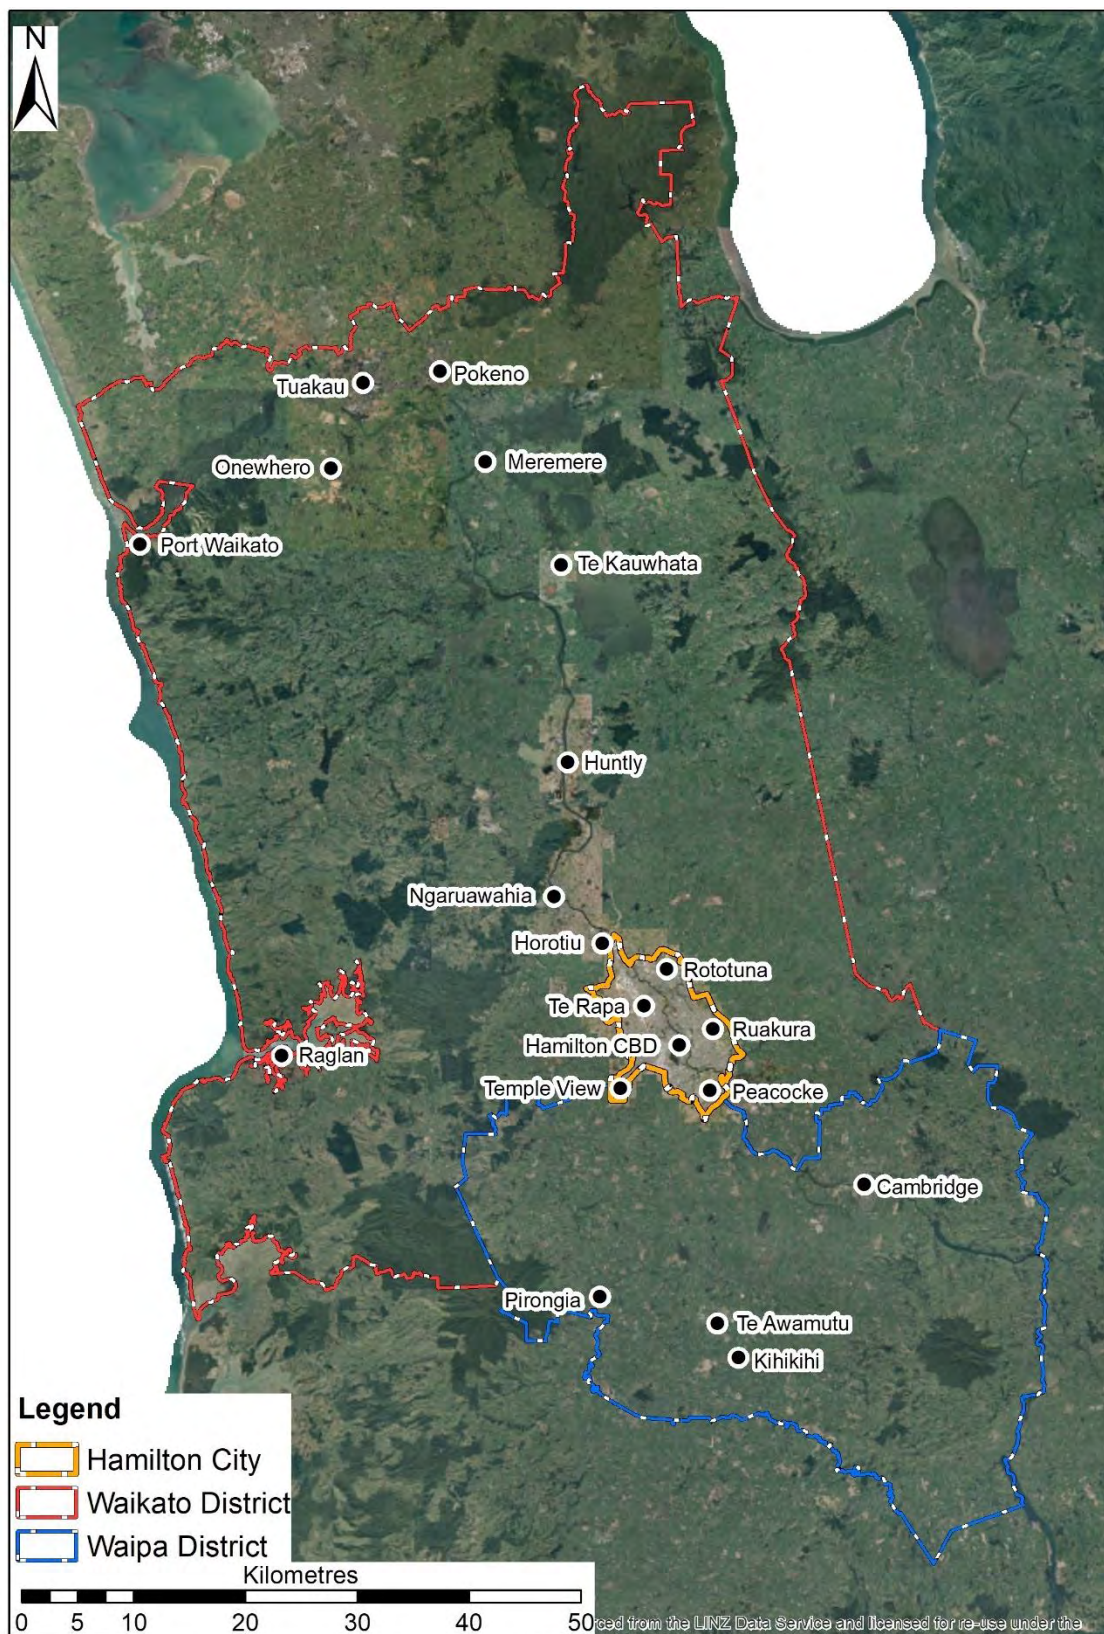 N
Pokeno
Tuakau
Onewhero
Meremere
Port Waikato
Te Kauwhata
Huntly
Ngaruawahia
Horotiu
Rototuna
Te Rapa
Ruakura
Hamilton CBD
Raglan
Temple View
Peacocke
Cambridge
Pirongia
Te Awamutu
Kihikihi
Legend
Hamilton City
Waikato District
Waipa District
Kilometres
0 5 10 20 30 40 50
rced from the LINZ Data Service and licensed for re-use under the